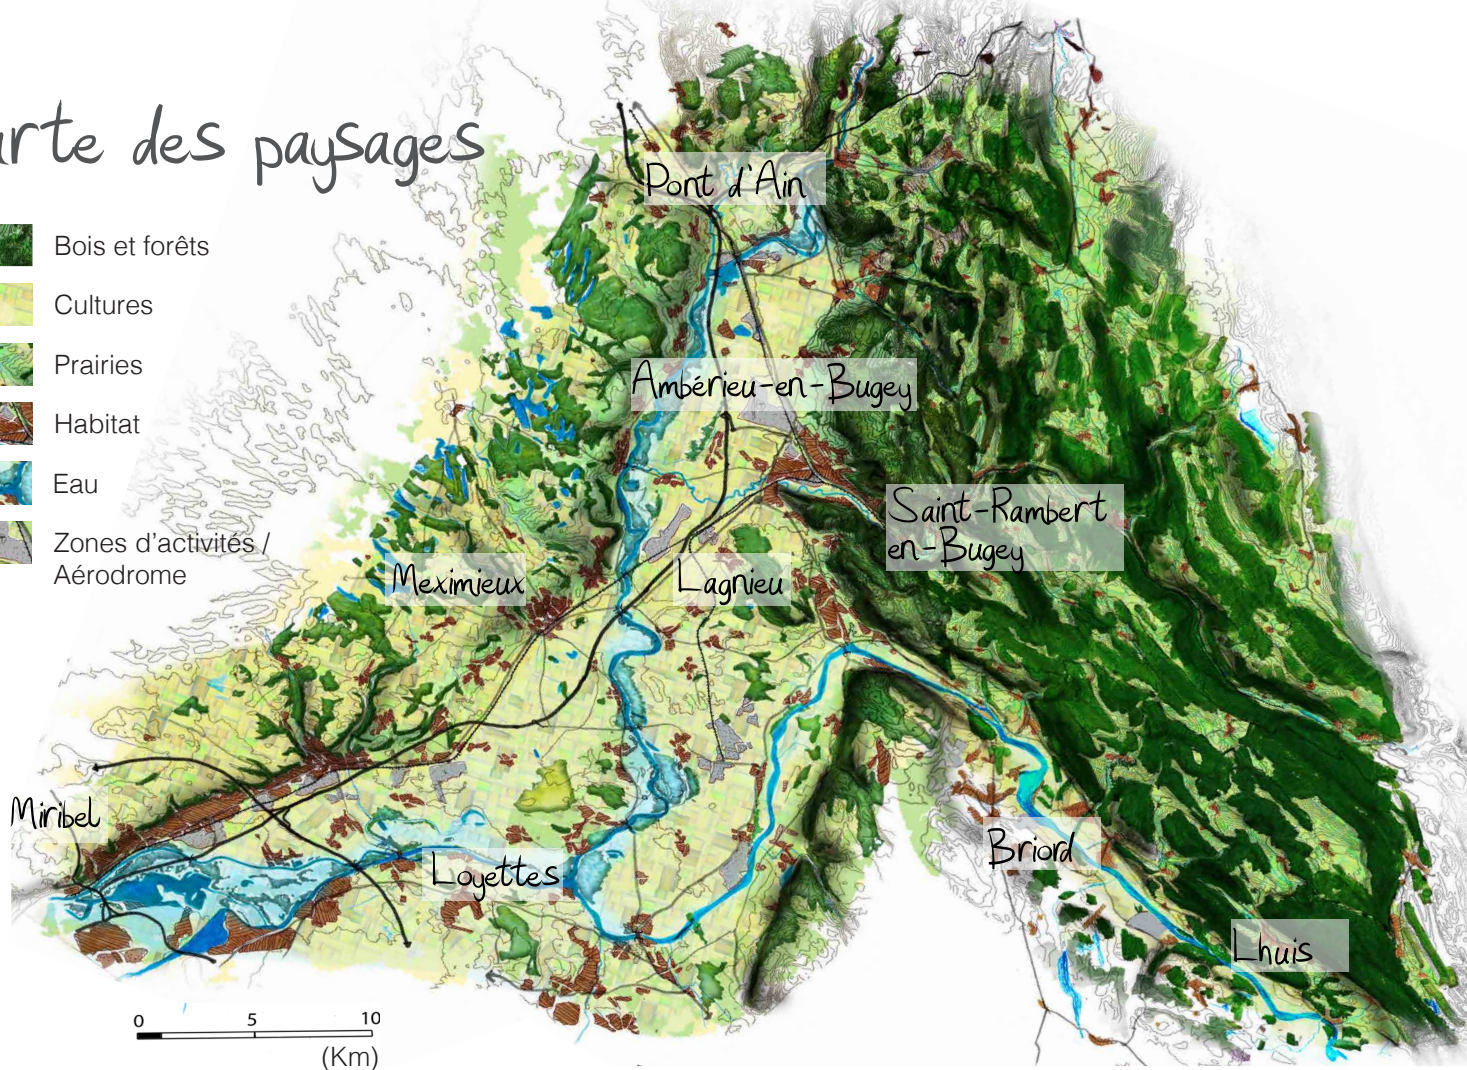 arte des paysages
Bois et forêts
Cultures
Prairies
Habitat
Eau
Zones d'activités /
Aérodrome
Pont d'Ain
Ambérieu-en-Bugey
Saint-Rambert
en-Bugey
Meximieux
Lagnieu
Miribel
Loyettes
Briord
Lhuis
0 5 10
(Km)